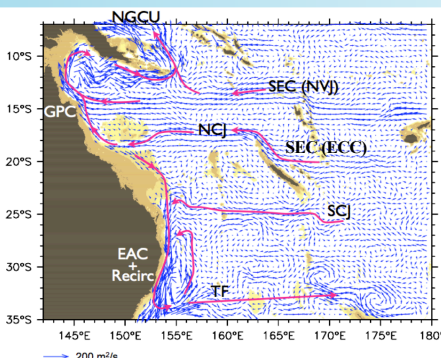 NGCU
10°S
SEC (NVJ)
15°S
GPC
NCJ
SEC (ECC)
20°S
SCJ
25°S
EAC
+
Recirc
30°S
TF
35°S
145°E 150°E 155°E 160°E 165°E 170°E 175°E 180°
200 m²/s